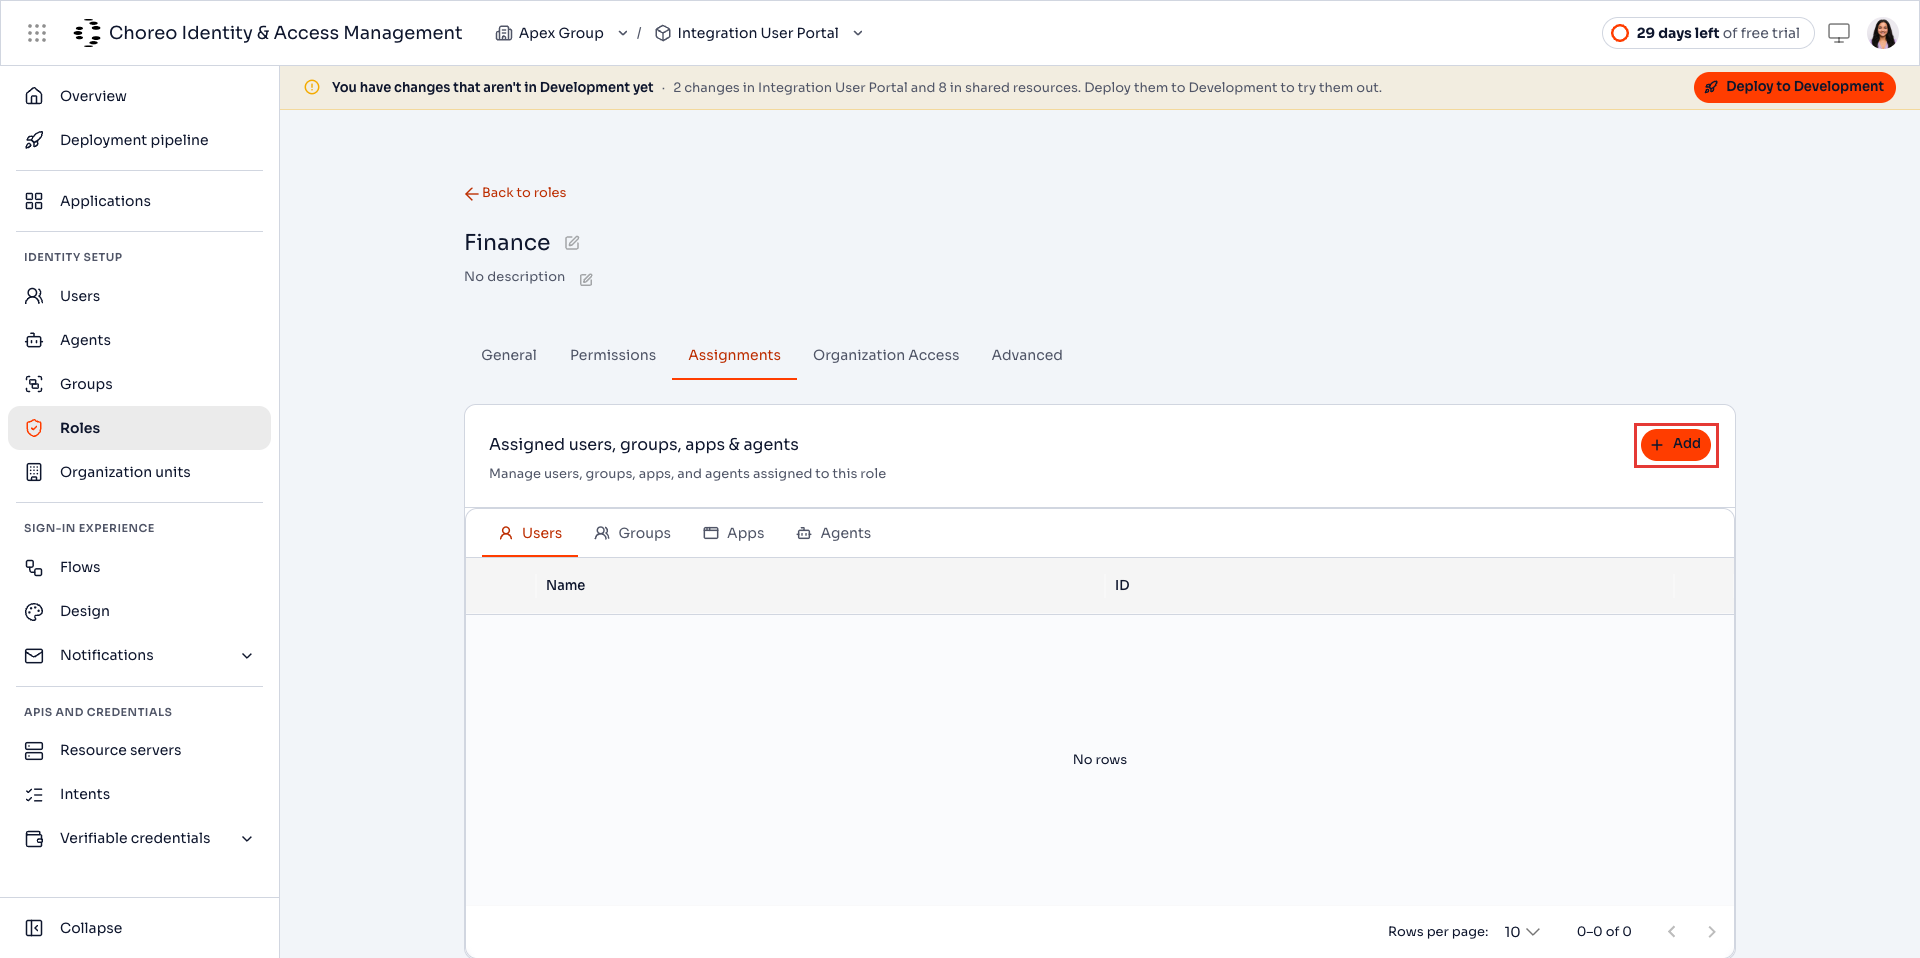 Choreo Identity & Access Management
Apex Group / Integration User Portal
29 days left of free trial
Overview
Deployment pipeline
Applications
IDENTITY SETUP
Users
Agents
Groups
Roles
Organization units
SIGN-IN EXPERIENCE
Flows
Design
Notifications
APIS AND CREDENTIALS
Resource servers
Intents
Verifiable credentials
Collapse
You have changes that aren't in Development yet · 2 changes in Integration User Portal and 8 in shared resources. Deploy them to Development to try them out.
Deploy to Development
Back to roles
Finance
No description
General Permissions Assignments Organization Access Advanced
Assigned users, groups, apps & agents
Manage users, groups, apps, and agents assigned to this role
+ Add
Users Groups Apps Agents
Name ID
No rows
Rows per page: 10 0–0 of 0